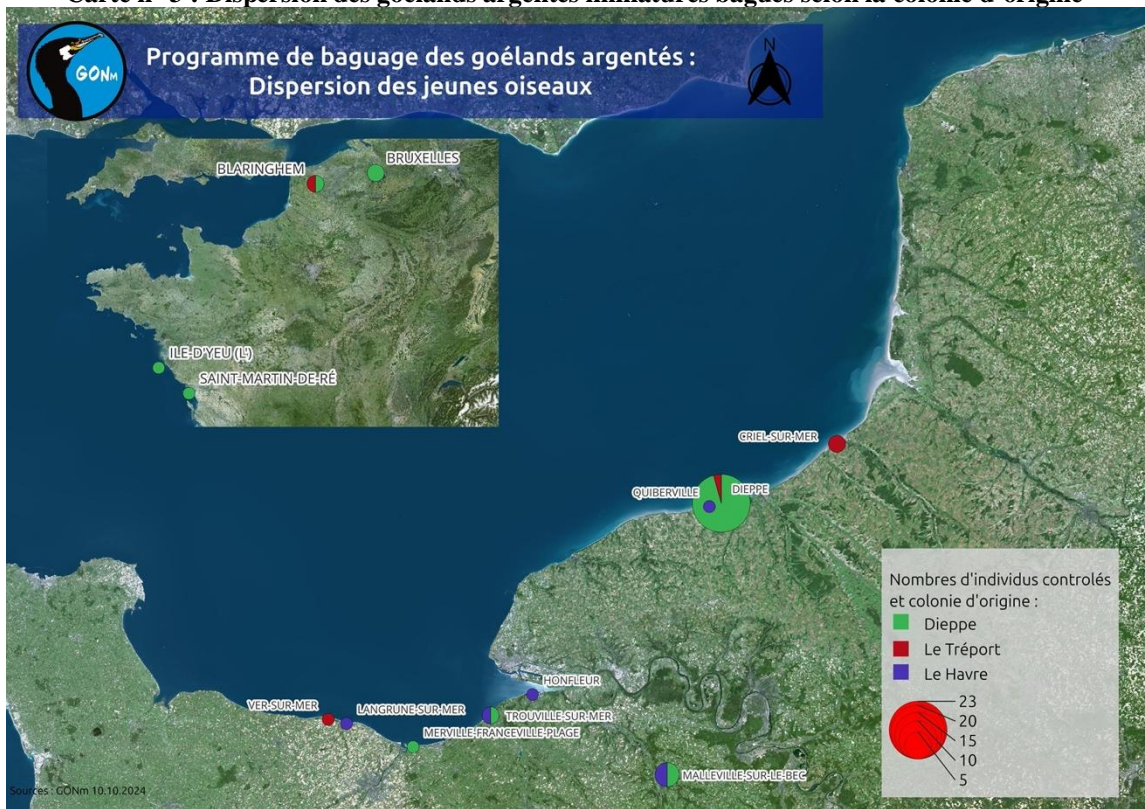 Carte n° 3 : Dispersion des goélands argentés immatures bagués selon la colonie d'origine
GONm
Programme de baguage des goélands argentés :
Dispersion des jeunes oiseaux
N
BLARINGHEM
BRUXELLES
ILE-D'YEU (L')
SAINT-MARTIN-DE-RÉ
CRIEL-SUR-MER
QUIBERVILLE
DIEPPE
HONFLEUR
VER-SUR-MER
LANGRUNE-SUR-MER
TROUVILLE-SUR-MER
MERVILLE-FRANCEVILLE-PLAGE
MALLEVILLE-SUR-LE-BEC
Nombres d'individus controlés
et colonie d'origine :
Dieppe
Le Tréport
Le Havre
23
20
15
10
5
Sources : GONm 10.10.2024